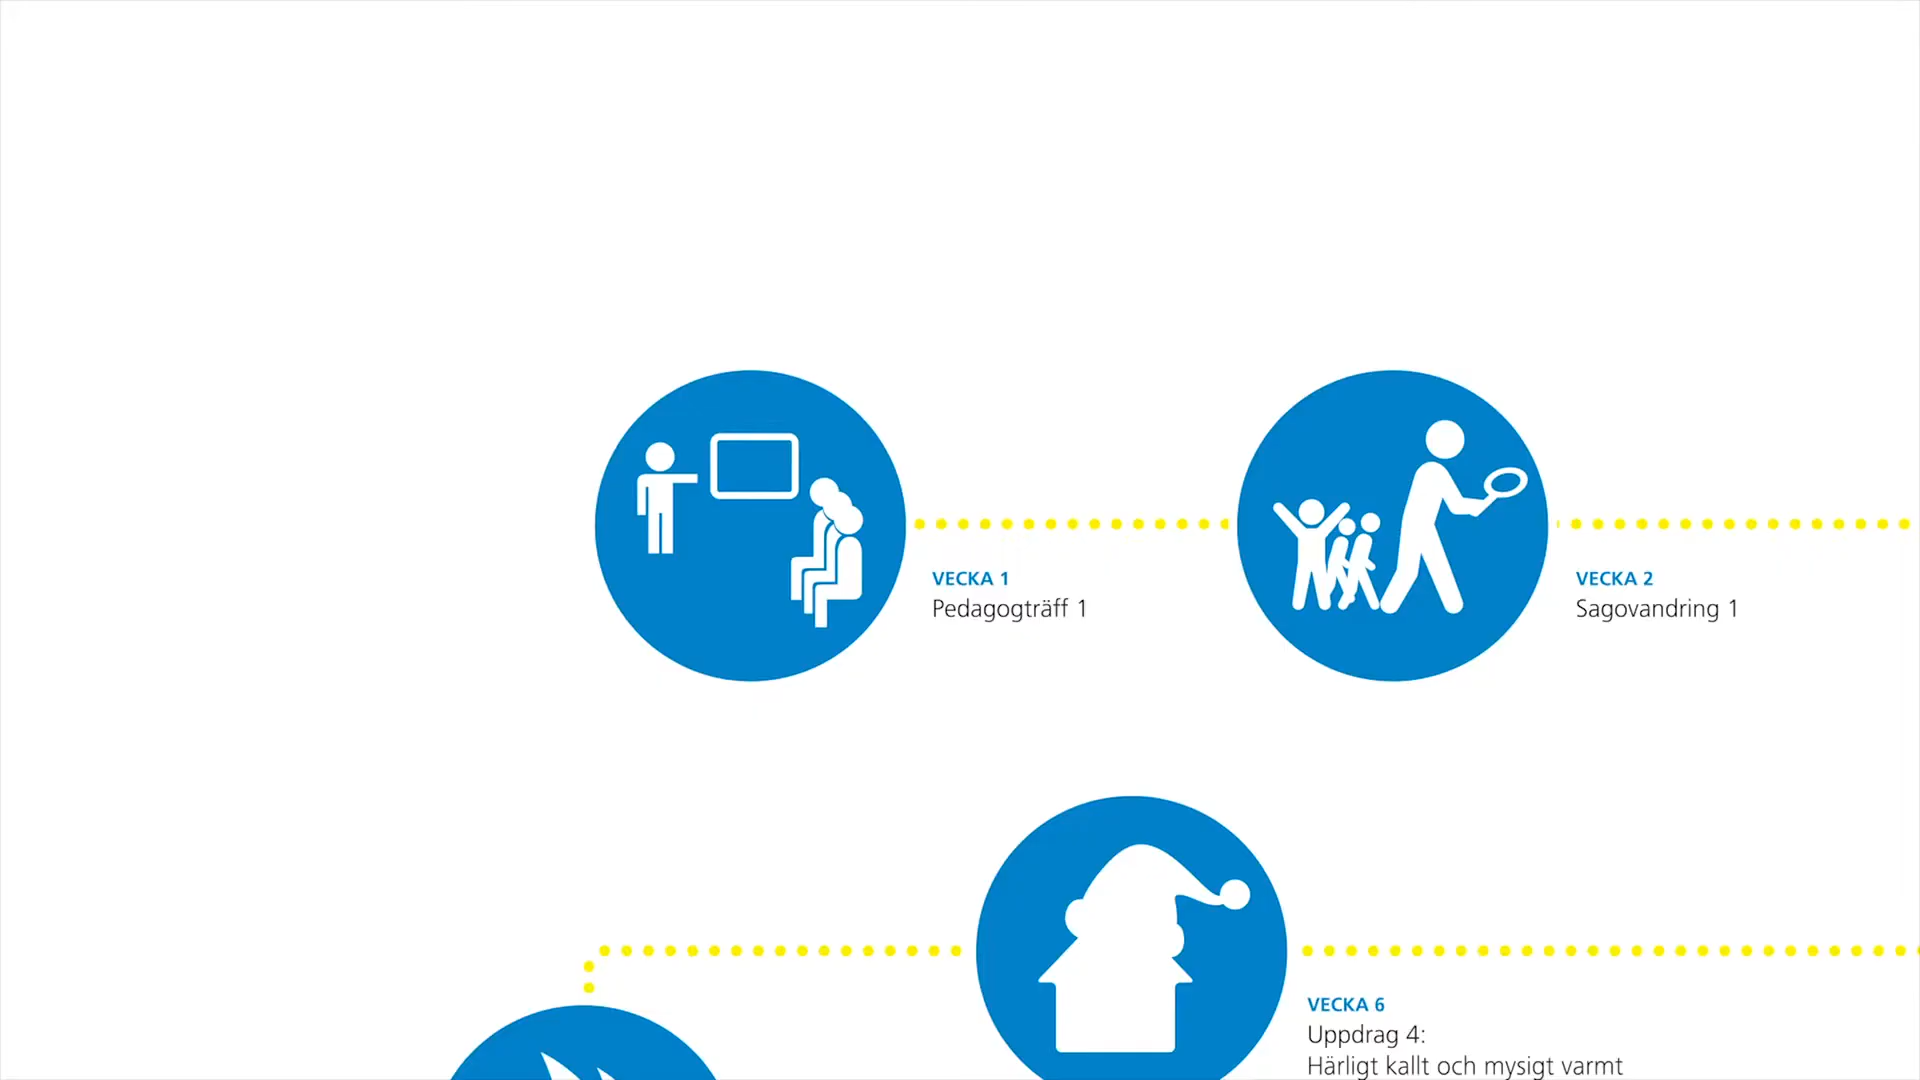 VECKA 1
Pedagogträff 1
VECKA 2
Sagovandring 1
VECKA 6
Uppdrag 4:
Härligt kallt och mysigt varmt